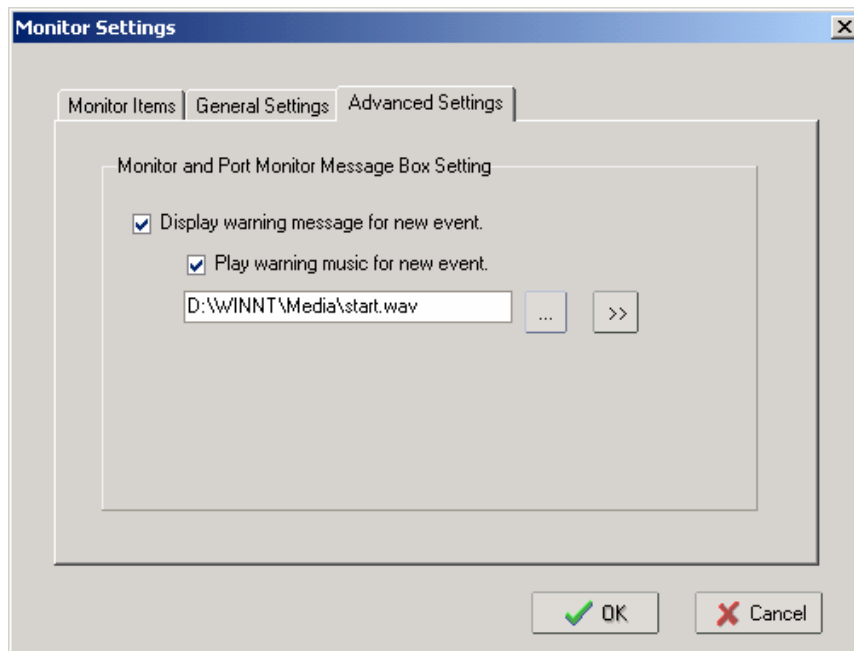 Monitor Settings
Monitor Items
General Settings
Advanced Settings
Monitor and Port Monitor Message Box Setting
Display warning message for new event.
Play warning music for new event.
D:\WINNT\Media\start.wav
...
>>
OK
Cancel